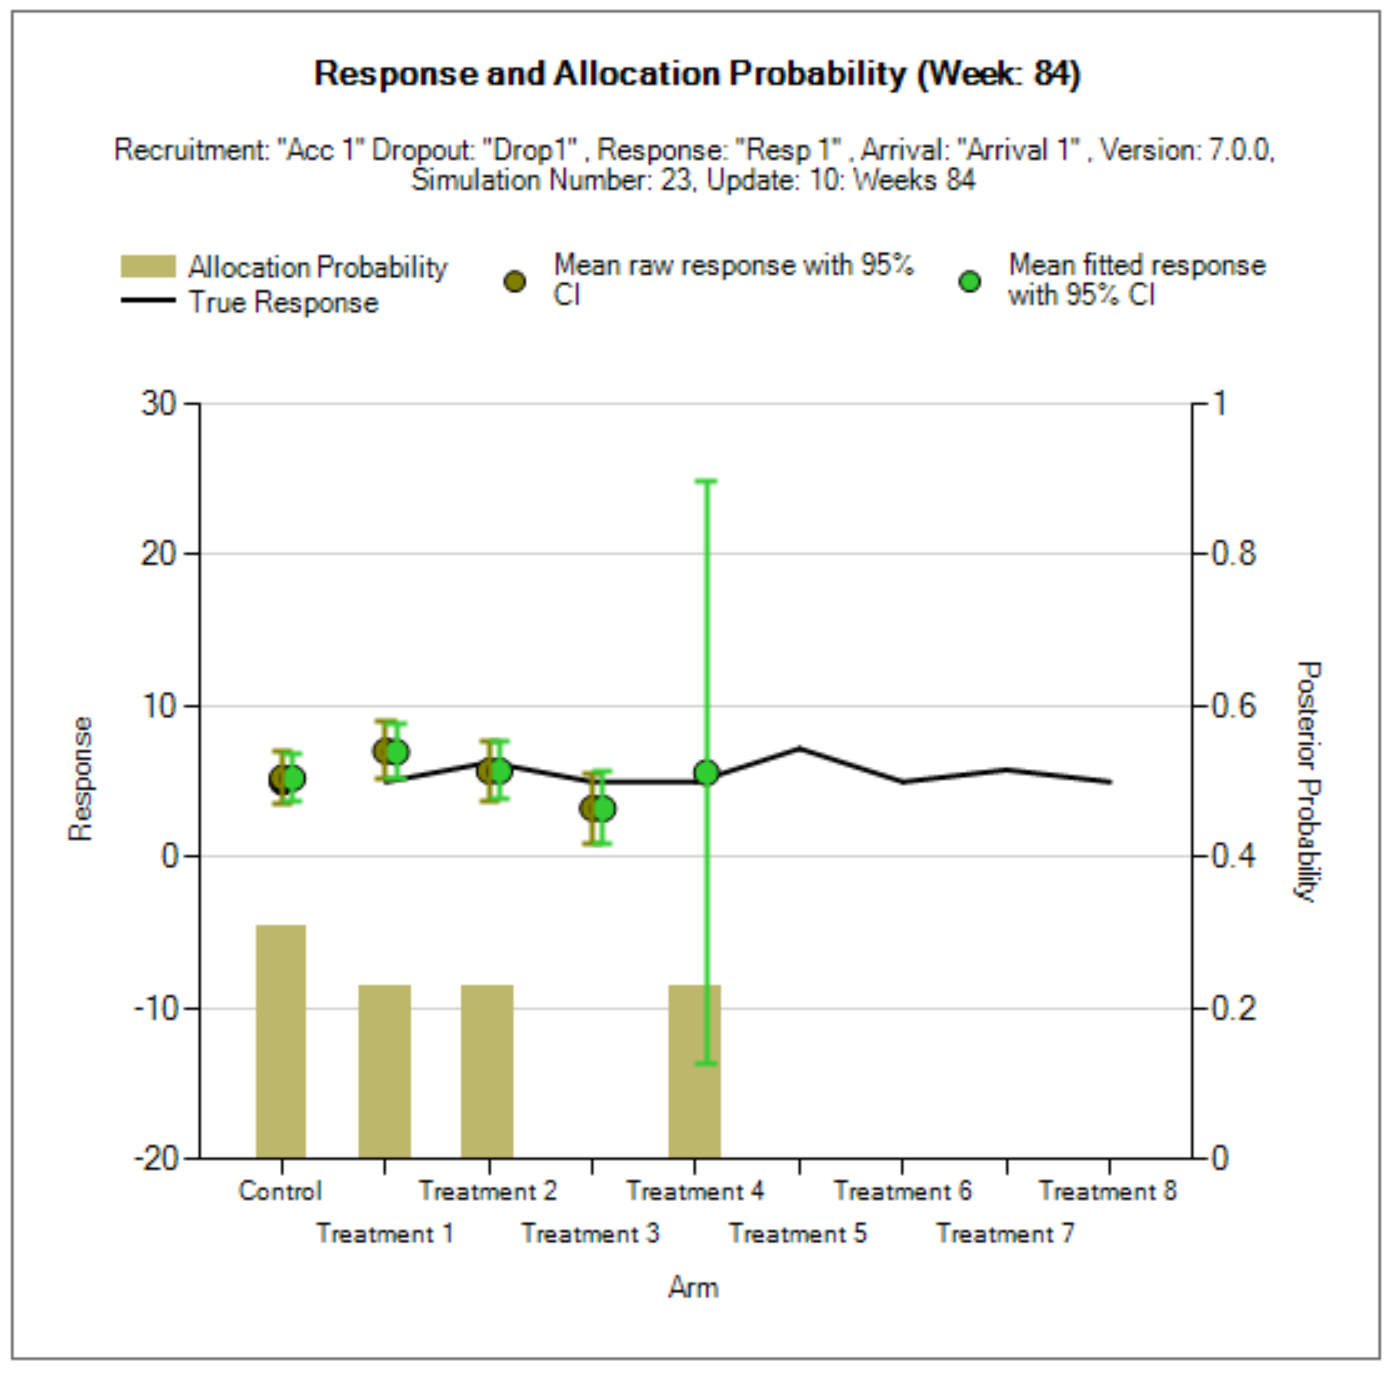 Response and Allocation Probability (Week: 84)
Recruitment: "Acc 1" Dropout: "Drop1" , Response: "Resp 1" , Arrival: "Arrival 1" , Version: 7.0.0,
Simulation Number: 23, Update: 10: Weeks 84
Allocation Probability
True Response
Mean raw response with 95%
CI
Mean fitted response
with 95% CI
30
20
10
0
-10
-20
Response
1
0.8
0.6
0.4
0.2
0
Posterior Probability
Control
Treatment 1
Treatment 2
Treatment 3
Treatment 4
Treatment 5
Treatment 6
Treatment 7
Treatment 8
Arm